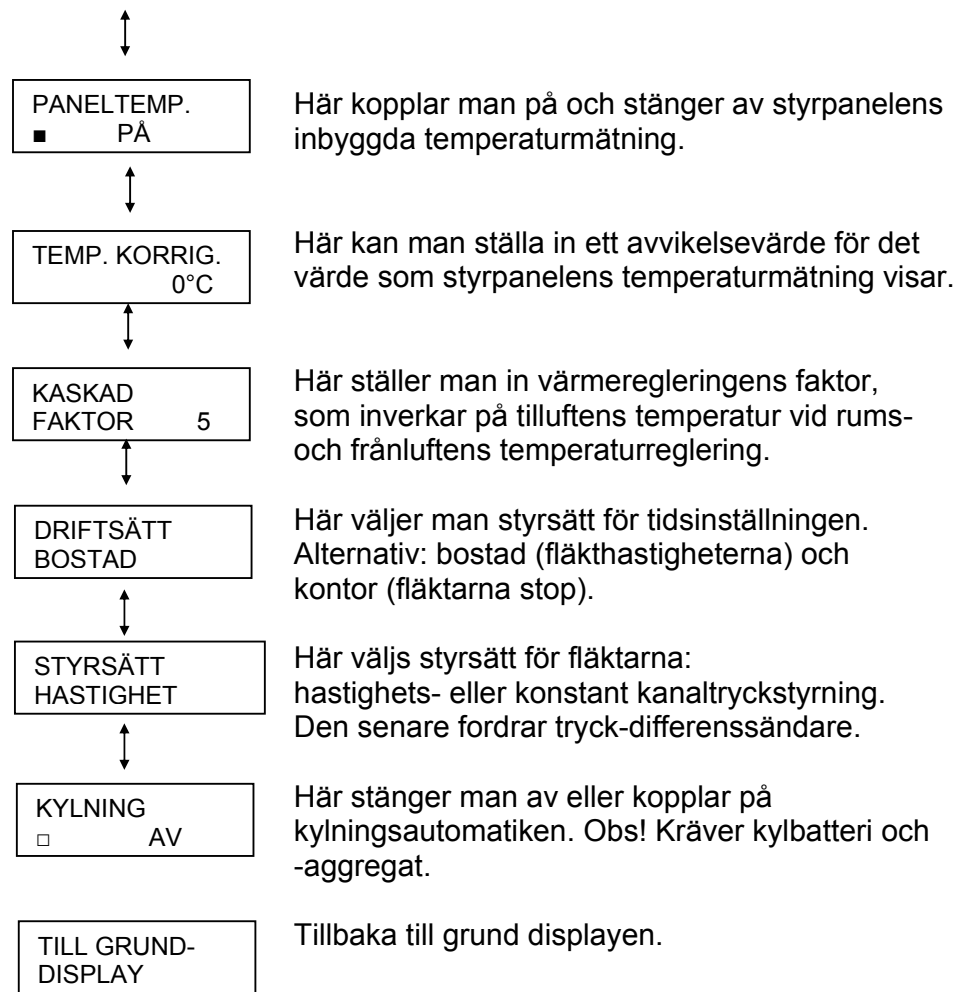 PANELTEMP.
■ PÅ
Här kopplar man på och stänger av styrpanelens
inbyggda temperaturmätning.
TEMP. KORRIG.
0°C
Här kan man ställa in ett avvikelsevärde för det
värde som styrpanelens temperaturmätning visar.
KASKAD
FAKTOR 5
Här ställer man in värmeregleringens faktor,
som inverkar på tilluftens temperatur vid rums-
och frånluftens temperaturreglering.
DRIFTSÄTT
BOSTAD
Här väljer man styrsätt för tidsinställningen.
Alternativ: bostad (fläkthastigheterna) och
kontor (fläktarna stop).
STYRSÄTT
HASTIGHET
Här väljs styrsätt för fläktarna:
hastighets- eller konstant kanaltryckstyrning.
Den senare fordrar tryck-differenssändare.
KYLNING
□ AV
Här stänger man av eller kopplar på
kylningsautomatiken. Obs! Kräver kylbatteri och
-aggregat.
TILL GRUND-
DISPLAY
Tillbaka till grund displayen.